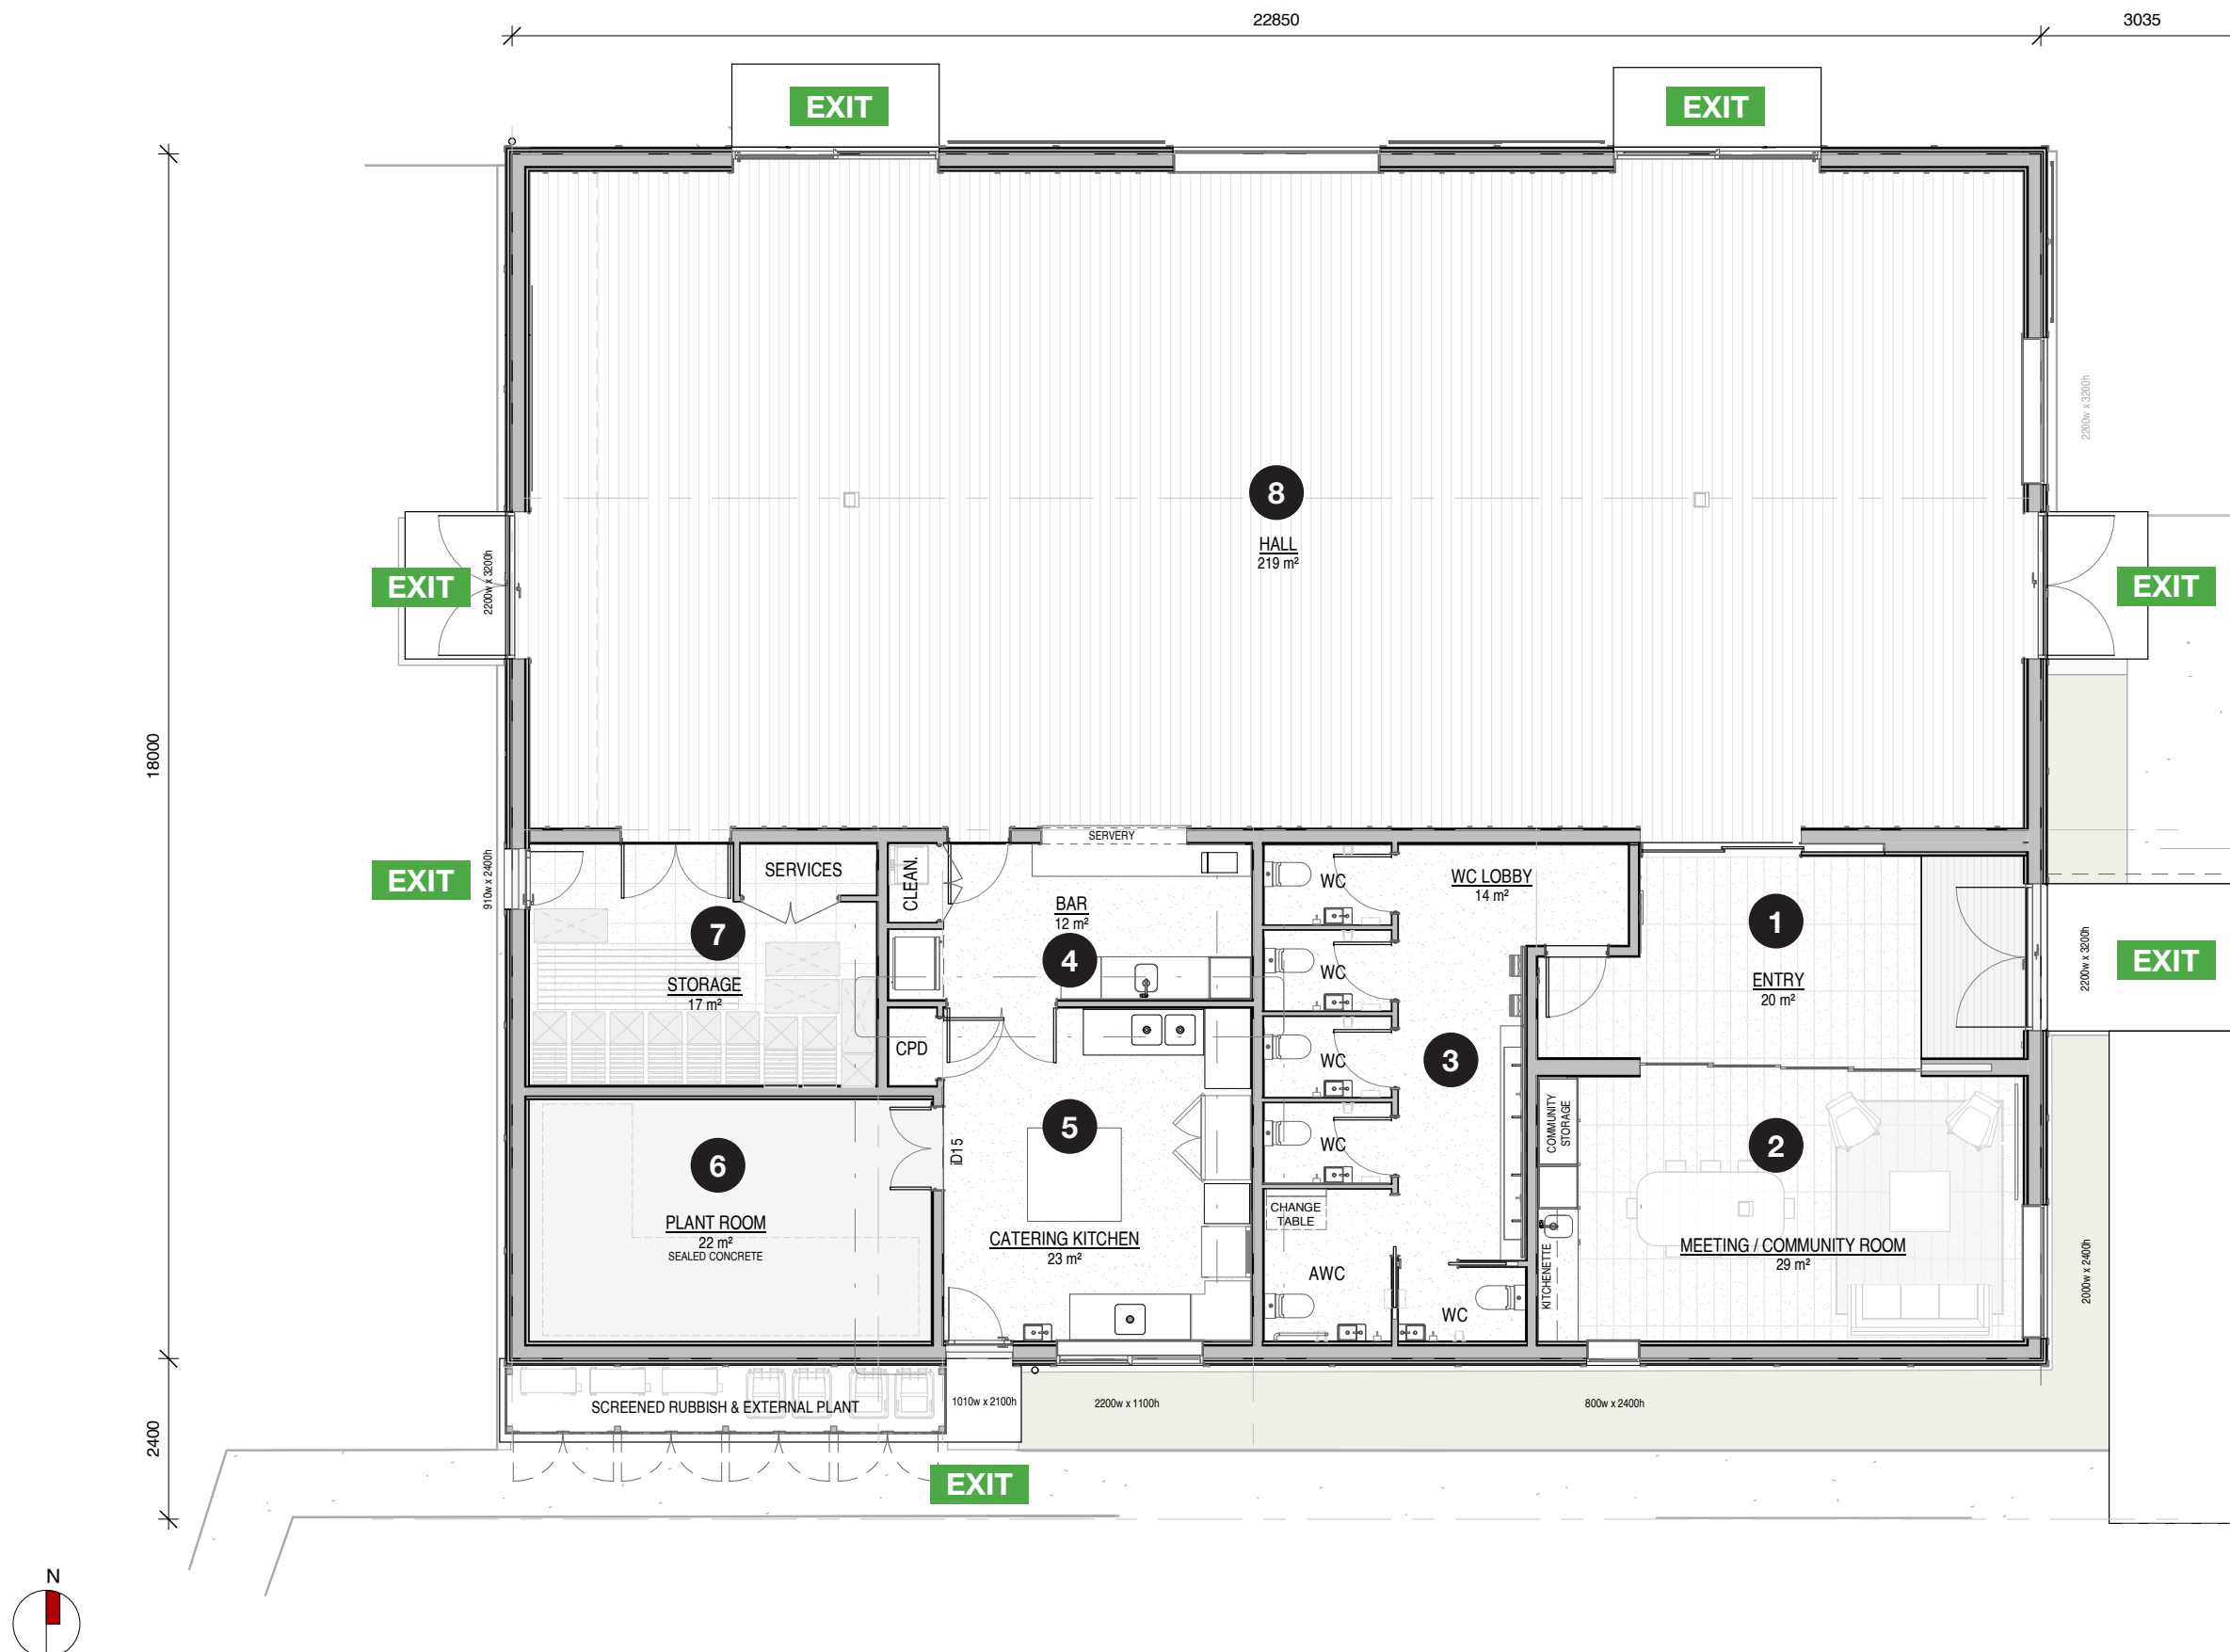 22850
3035
EXIT
EXIT
2200w x 3200h
8
HALL
219 m²
EXIT
2200w x 3200h
EXIT
18000
SERVERY
EXIT
910w x 2400h
SERVICES
CLEAN.
BAR
12 m²
WC
WC LOBBY
14 m²
1
ENTRY
20 m²
2200w x 3200h
EXIT
7
STORAGE
17 m²
4
WC
CPD
WC
3
COMMUNITY
STORAGE
2
6
5
ID15
WC
PLANT ROOM
22 m²
SEALED CONCRETE
CATERING KITCHEN
23 m²
CHANGE
TABLE
AWC
WC
KITCHENETTE
MEETING / COMMUNITY ROOM
29 m²
2000w x 2400h
SCREENED RUBBISH & EXTERNAL PLANT
1010w x 2100h
2200w x 1100h
800w x 2400h
2400
EXIT
N